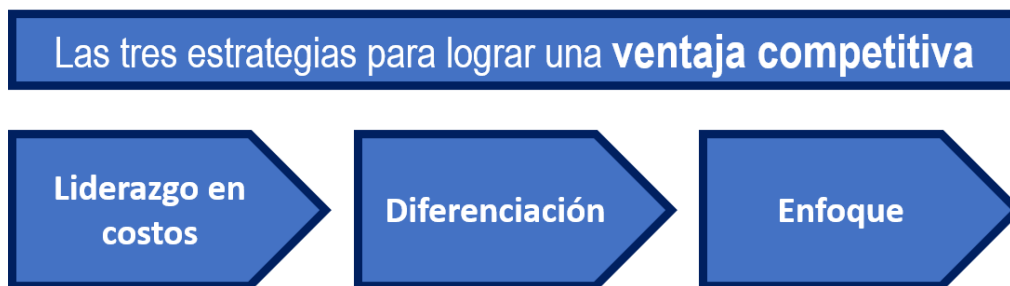 Las tres estrategias para lograr una ventaja competitiva
Liderazgo en
costos
Diferenciación
Enfoque